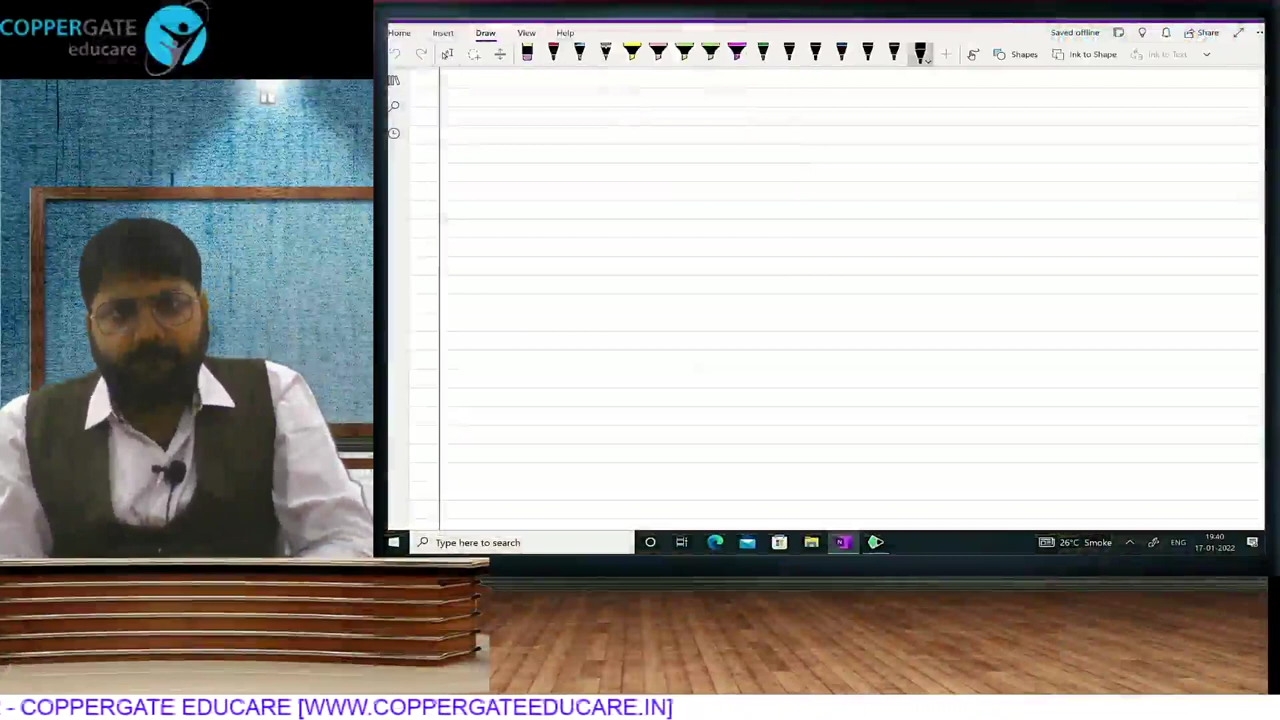 COPPERGATE
educare
Home Insert Draw View Help
Saved offline
Share
Shapes
Ink to Shape
Ink to Text
Type here to search
26°C Smoke
ENG
19:40
17-01-2022
- COPPERGATE EDUCARE [WWW.COPPERGATEEDUCARE.IN]